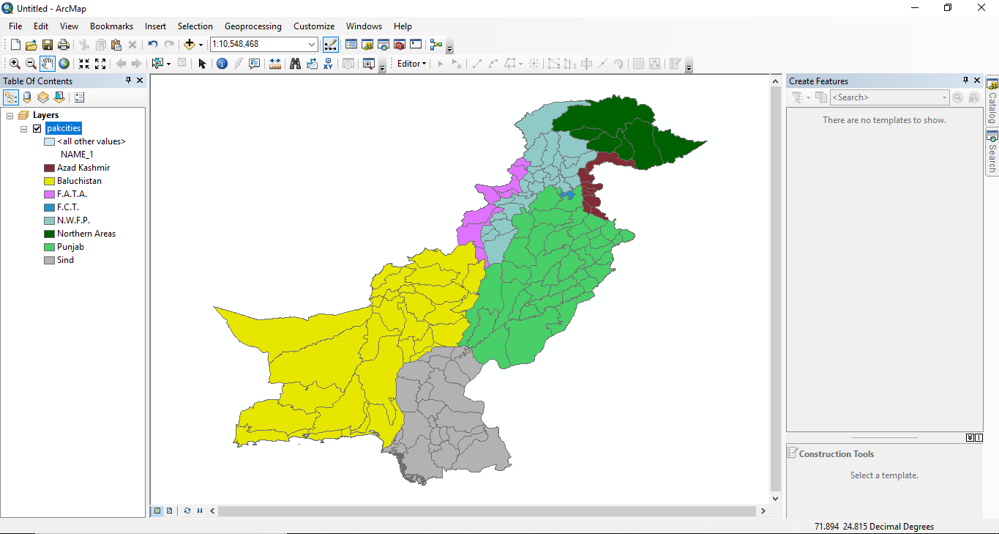 Untitled - ArcMap
File Edit View Bookmarks Insert Selection Geoprocessing Customize Windows Help
1:10,548,468
XY Editor
Table Of Contents
Create Features
<Search>
There are no templates to show.
Layers
pakcities
<all other values>
NAME_1
Azad Kashmir
Baluchistan
F.A.T.A.
F.C.T.
N.W.F.P.
Northern Areas
Punjab
Sind
Catalog
Search
Construction Tools
Select a template.
71.894 24.815 Decimal Degrees